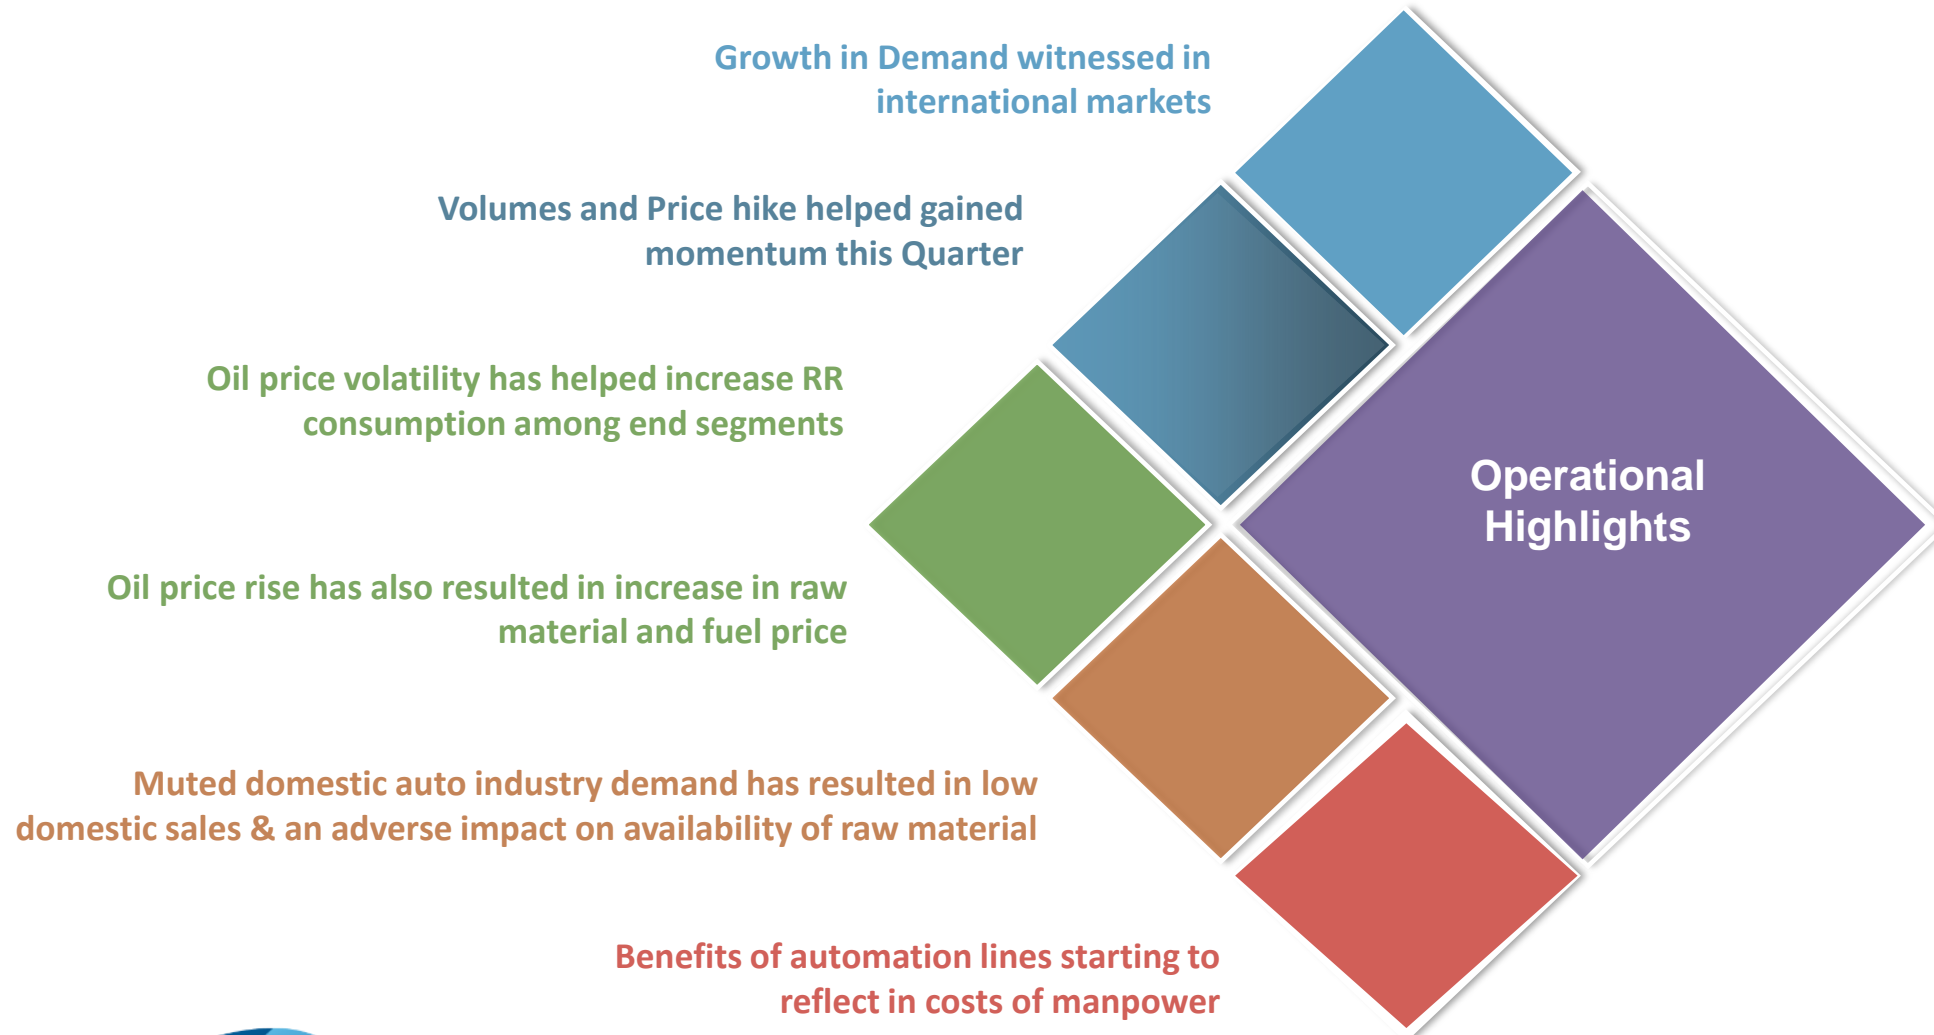 Growth in Demand witnessed in
international markets
Volumes and Price hike helped gained
momentum this Quarter
Oil price volatility has helped increase RR
consumption among end segments
Operational
Highlights
Oil price rise has also resulted in increase in raw
material and fuel price
Muted domestic auto industry demand has resulted in low
domestic sales & an adverse impact on availability of raw material
Benefits of automation lines starting to
reflect in costs of manpower